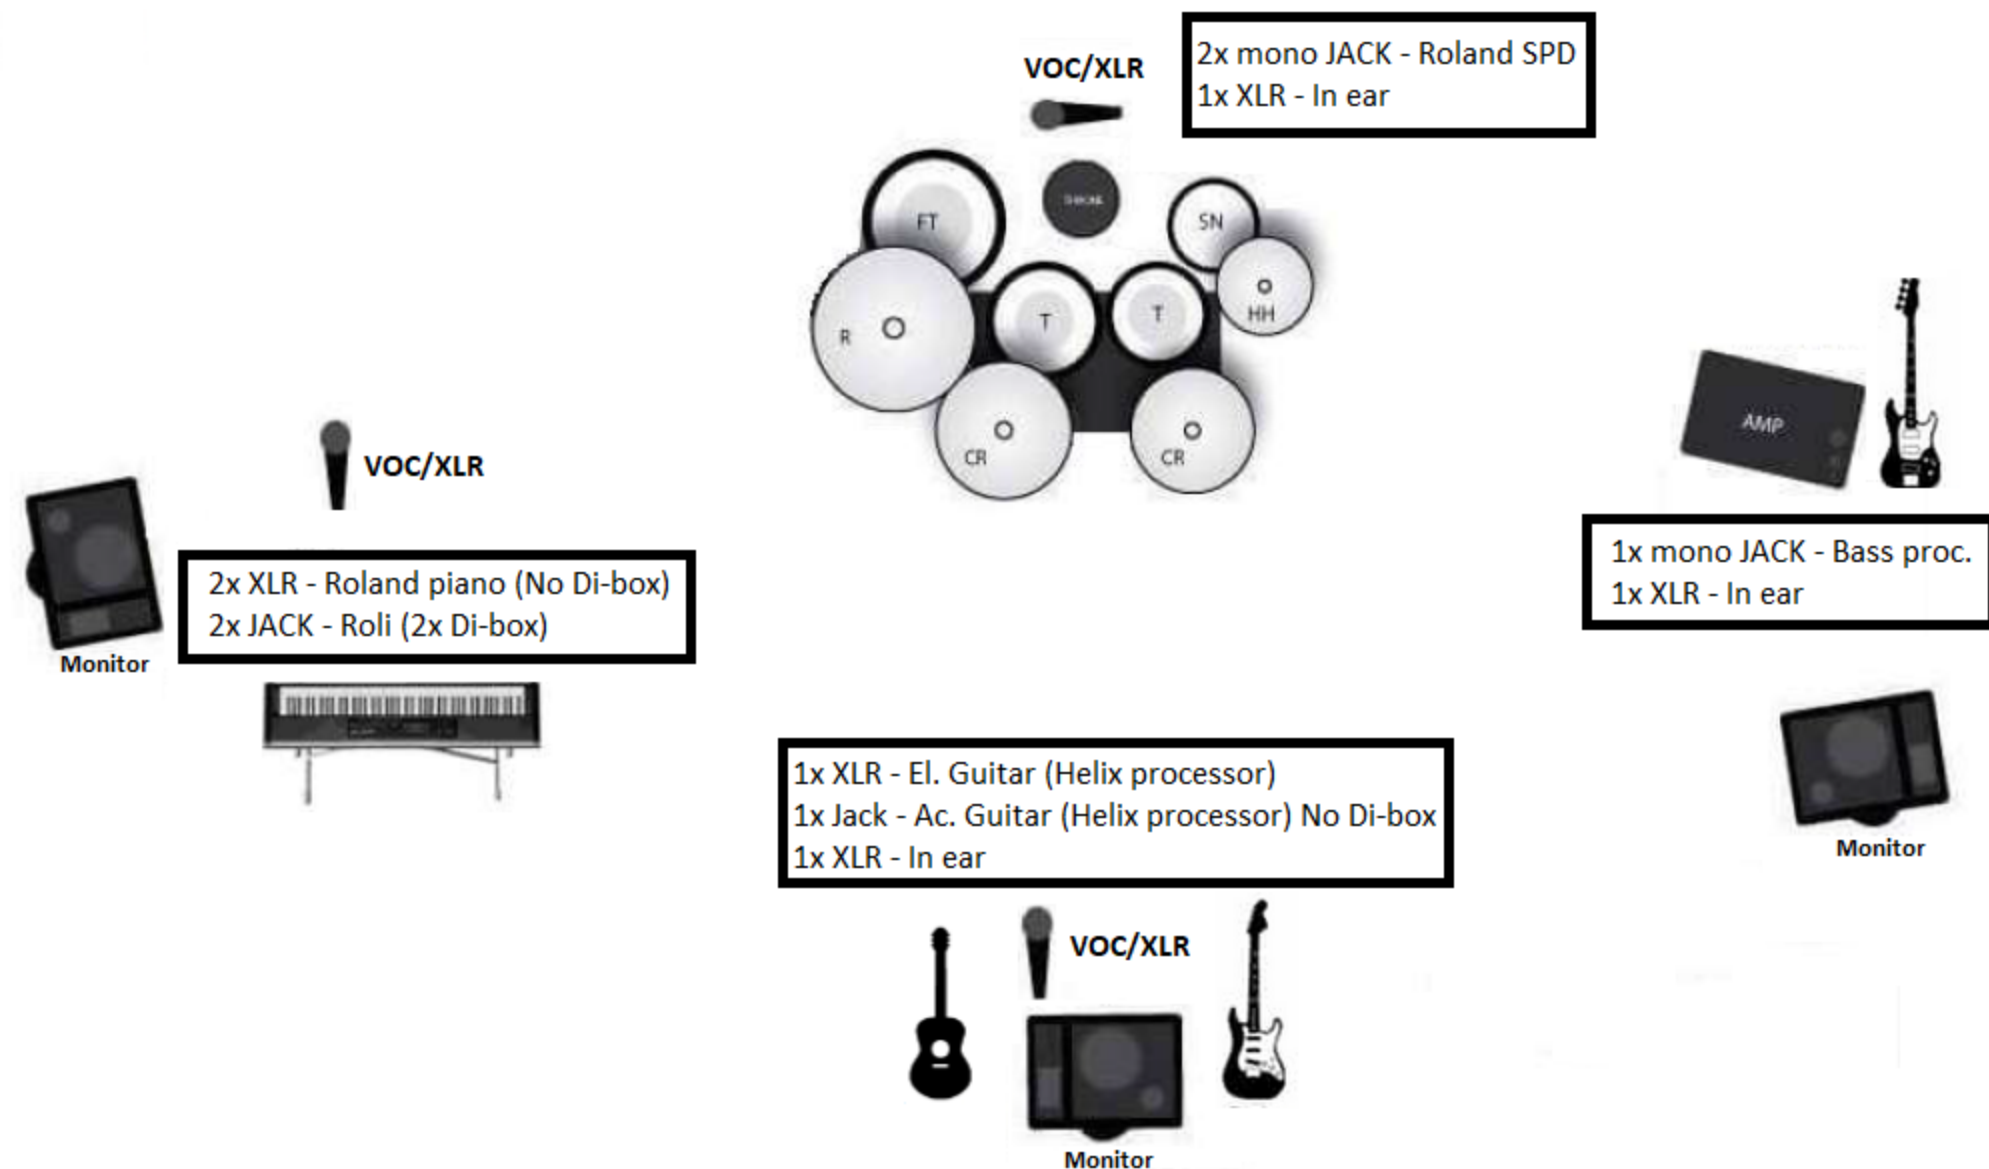 VOC/XLR
2x mono JACK - Roland SPD
1x XLR - In ear
FT
SN
R
T
T
HH
CR
CR
AMP
VOC/XLR
2x XLR - Roland piano (No Di-box)
2x JACK - Roli (2x Di-box)
Monitor
1x mono JACK - Bass proc.
1x XLR - In ear
Monitor
1x XLR - El. Guitar (Helix processor)
1x Jack - Ac. Guitar (Helix processor) No Di-box
1x XLR - In ear
VOC/XLR
Monitor